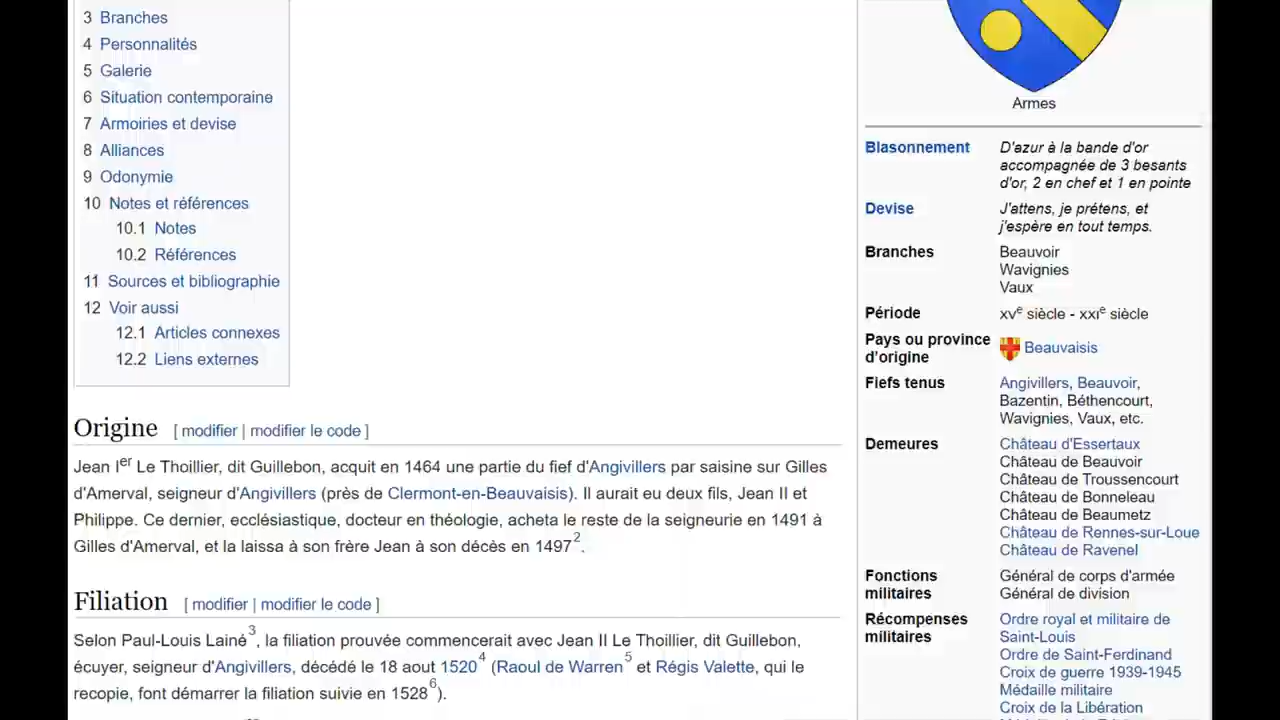 3 Branches
4 Personnalités
5 Galerie
6 Situation contemporaine
7 Armoiries et devise
8 Alliances
9 Odonymie
10 Notes et références
10.1 Notes
10.2 Références
11 Sources et bibliographie
12 Voir aussi
12.1 Articles connexes
12.2 Liens externes
Origine [ modifier | modifier le code ]
Jean Ier Le Thoillier, dit Guillebon, acquit en 1464 une partie du fief d'Angivillers par saisine sur Gilles
d'Amerval, seigneur d'Angivillers (près de Clermont-en-Beauvaisis). Il aurait eu deux fils, Jean II et
Philippe. Ce dernier, ecclésiastique, docteur en théologie, acheta le reste de la seigneurie en 1491 à
Gilles d'Amerval, et la laissa à son frère Jean à son décès en 1497 2.
Filiation [ modifier | modifier le code ]
Selon Paul-Louis Lainé 3, la filiation prouvée commencerait avec Jean II Le Thoillier, dit Guillebon,
écuyer, seigneur d'Angivillers, décédé le 18 aout 1520 4 (Raoul de Warren 5 et Régis Valette, qui le
recopie, font démarrer la filiation suivie en 1528 6).
Armes
Blasonnement D'azur à la bande d'or
accompagnée de 3 besants
d'or, 2 en chef et 1 en pointe
Devise J'attens, je prétens, et
j'espère en tout temps.
Branches Beauvoir
Wavignies
Vaux
Période XVe siècle - XXIe siècle
Pays ou province
d'origine Beauvaisis
Fiefs tenus Angivillers, Beauvoir,
Bazentin, Béthencourt,
Wavignies, Vaux, etc.
Demeures Château d'Essertaux
Château de Beauvoir
Château de Troussencourt
Château de Bonneleau
Château de Beaumetz
Château de Rennes-sur-Loue
Château de Ravenel
Fonctions Général de corps d'armée
militaires Général de division
Récompenses Ordre royal et militaire de
militaires Saint-Louis
Ordre de Saint-Ferdinand
Croix de guerre 1939-1945
Médaille militaire
Croix de la Libération